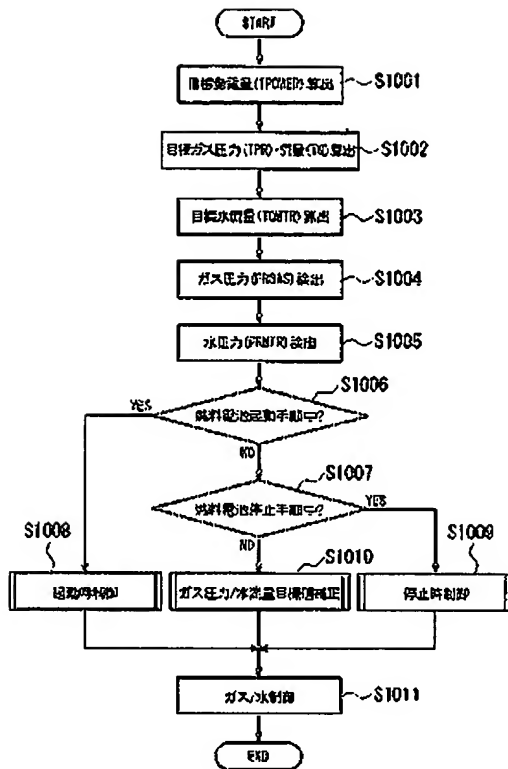 START
目標発電量(TPOWER)算出
S1001
目標ガス圧力(TPR)・流量(TQ)算出
S1002
目標水流量(TQWTR)算出
S1003
ガス圧力(PRGAS)検出
S1004
水圧力(PRWTR)検出
S1005
S1006
YES
燃料電池起動手順中?
NO
S1007
燃料電池停止手順中?
YES
S1008
NO
S1010
S1009
起動時制御
ガス圧力/水流量目標値補正
停止時制御
ガス/水制御
S1011
END